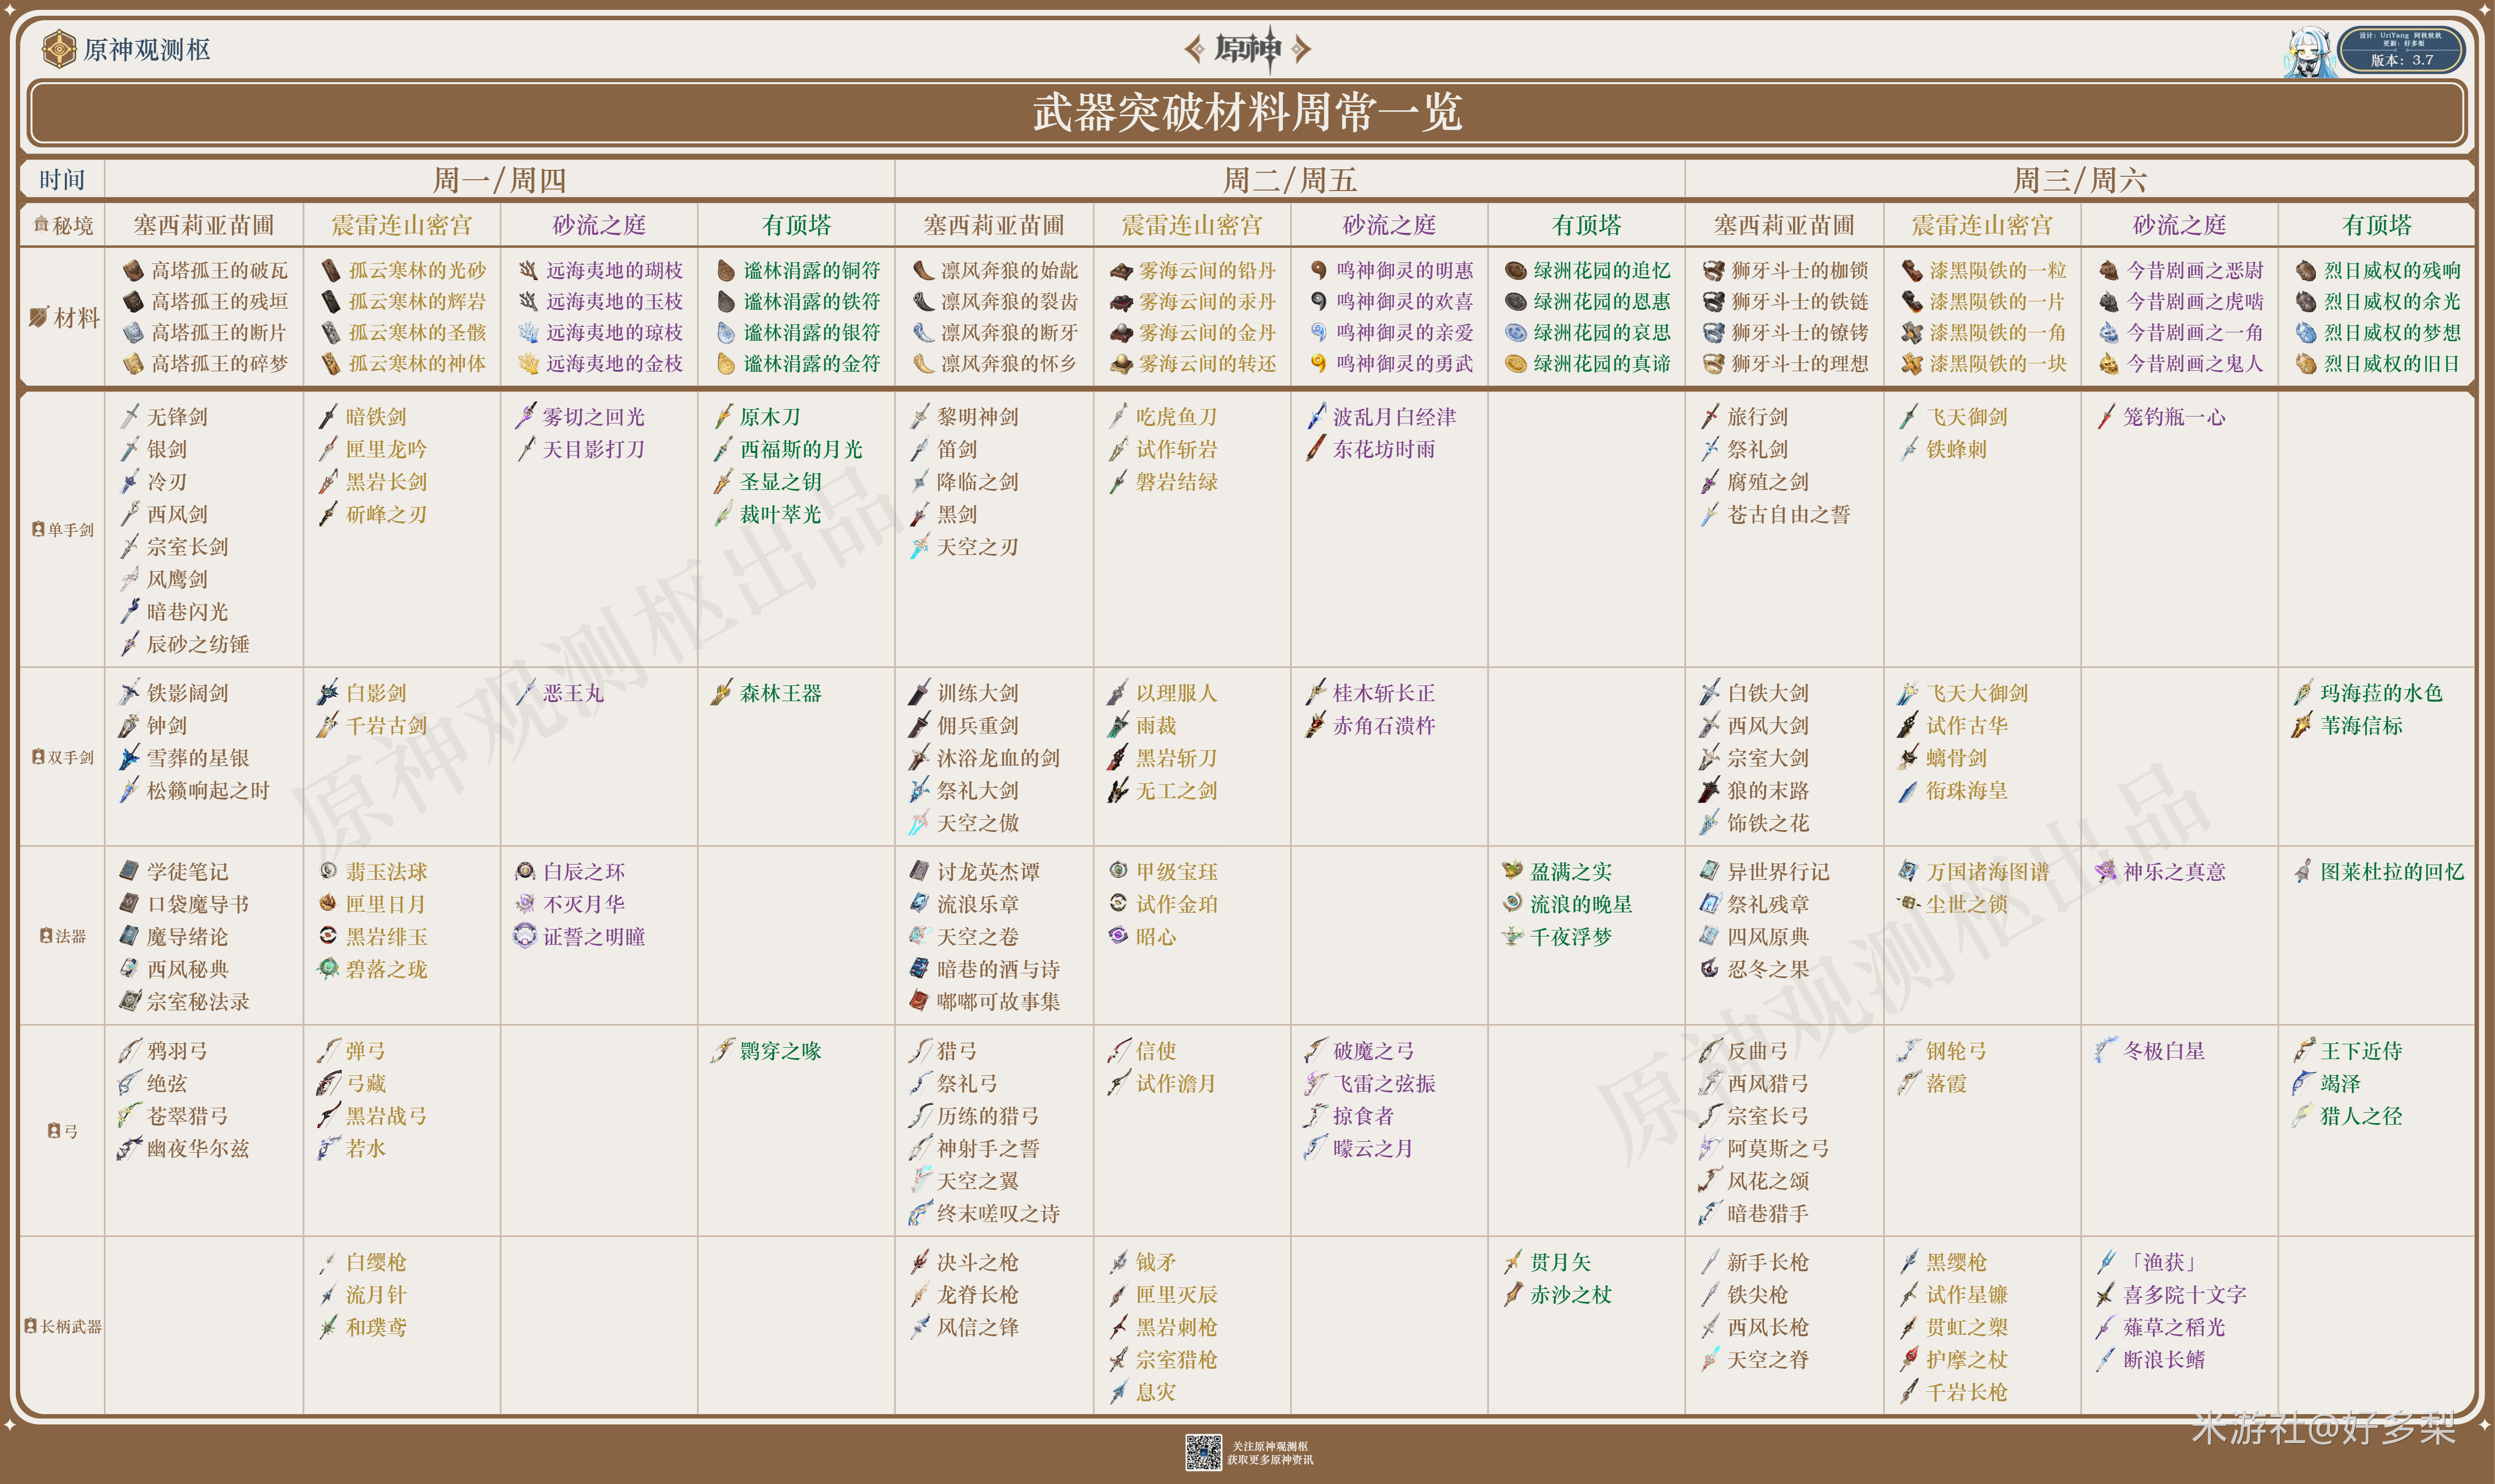 原神观测枢
原神
设计：UriYang 阿秋秋秋
更新：好多梨
版本：3.7
武器突破材料周常一览
时间 周一/周四 周二/周五 周三/周六
秘境 塞西莉亚苗圃 震雷连山密宫 砂流之庭 有顶塔 塞西莉亚苗圃 震雷连山密宫 砂流之庭 有顶塔 塞西莉亚苗圃 震雷连山密宫 砂流之庭 有顶塔
材料
高塔孤王的破瓦 孤云寒林的光砂 远海夷地的瑚枝 谧林涓露的铜符 凛风奔狼的始龀 雾海云间的铅丹 鸣神御灵的明惠 绿洲花园的追忆 狮牙斗士的枷锁 漆黑陨铁的一粒 今昔剧画之恶尉 烈日威权的残响
高塔孤王的残垣 孤云寒林的辉岩 远海夷地的玉枝 谧林涓露的铁符 凛风奔狼的裂齿 雾海云间的汞丹 鸣神御灵的欢喜 绿洲花园的恩惠 狮牙斗士的铁链 漆黑陨铁的一片 今昔剧画之虎啮 烈日威权的余光
高塔孤王的断片 孤云寒林的圣骸 远海夷地的琼枝 谧林涓露的银符 凛风奔狼的断牙 雾海云间的金丹 鸣神御灵的亲爱 绿洲花园的哀思 狮牙斗士的镣铐 漆黑陨铁的一角 今昔剧画之一角 烈日威权的梦想
高塔孤王的碎梦 孤云寒林的神体 远海夷地的金枝 谧林涓露的金符 凛风奔狼的怀乡 雾海云间的转还 鸣神御灵的勇武 绿洲花园的真谛 狮牙斗士的理想 漆黑陨铁的一块 今昔剧画之鬼人 烈日威权的旧日
单手剑
无锋剑 暗铁剑 雾切之回光 原木刀 黎明神剑 吃虎鱼刀 波乱月白经津 旅行剑 飞天御剑 笼钓瓶一心
银剑 匣里龙吟 天目影打刀 西福斯的月光 笛剑 试作斩岩 东花坊时雨 祭礼剑 铁蜂刺
冷刃 黑岩长剑 圣显之钥 降临之剑 磐岩结绿 腐殖之剑
西风剑 斫峰之刃 裁叶萃光 黑剑 苍古自由之誓
宗室长剑 天空之刃
风鹰剑
暗巷闪光
辰砂之纺锤
双手剑
铁影阔剑 白影剑 恶王丸 森林王器 训练大剑 以理服人 桂木斩长正 白铁大剑 飞天大御剑 玛海菈的水色
钟剑 千岩古剑 佣兵重剑 雨裁 赤角石溃杵 西风大剑 试作古华 苇海信标
雪葬的星银 沐浴龙血的剑 黑岩斩刀 宗室大剑 螭骨剑
松籁响起之时 祭礼大剑 无工之剑 狼的末路 衔珠海皇
天空之傲 饰铁之花
法器
学徒笔记 翡玉法球 白辰之环 讨龙英杰谭 甲级宝珏 盈满之实 异世界行记 万国诸海图谱 神乐之真意 图莱杜拉的回忆
口袋魔导书 匣里日月 不灭月华 流浪乐章 试作金珀 流浪的晚星 祭礼残章 尘世之锁
魔导绪论 黑岩绯玉 证誓之明瞳 天空之卷 昭心 千夜浮梦 四风原典
西风秘典 碧落之珑 暗巷的酒与诗 忍冬之果
宗室秘法录 嘟嘟可故事集
弓
鸦羽弓 弹弓 鹮穿之喙 猎弓 信使 破魔之弓 反曲弓 钢轮弓 冬极白星 王下近侍
绝弦 弓藏 祭礼弓 试作澹月 飞雷之弦振 西风猎弓 落霞 竭泽
苍翠猎弓 黑岩战弓 历练的猎弓 掠食者 宗室长弓 猎人之径
幽夜华尔兹 若水 神射手之誓 曚云之月 阿莫斯之弓
天空之翼 风花之颂
终末嗟叹之诗 暗巷猎手
长柄武器
白缨枪 决斗之枪 钺矛 贯月矢 新手长枪 黑缨枪 「渔获」
流月针 龙脊长枪 匣里灭辰 赤沙之杖 铁尖枪 试作星镰 喜多院十文字
和璞鸢 风信之锋 黑岩刺枪 西风长枪 贯虹之槊 薙草之稻光
宗室猎枪 天空之脊 护摩之杖 断浪长鳍
息灾 千岩长枪
原神观测枢出品
原神观测枢出品
关注原神观测枢
获取更多原神资讯
米游社@好多梨